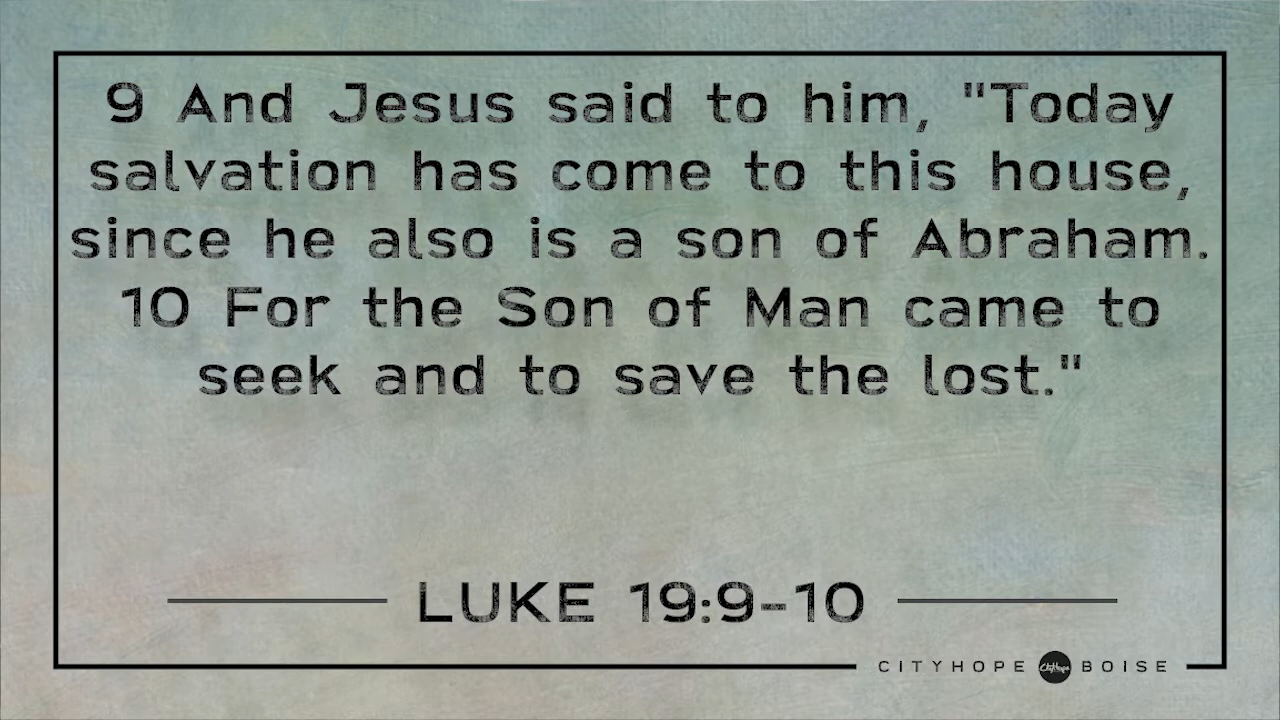 9 And Jesus said to him, "Today
salvation has come to this house,
since he also is a son of Abraham.
10 For the Son of Man came to
seek and to save the lost."
LUKE 19:9-10
CITYHOPE CityHope BOISE